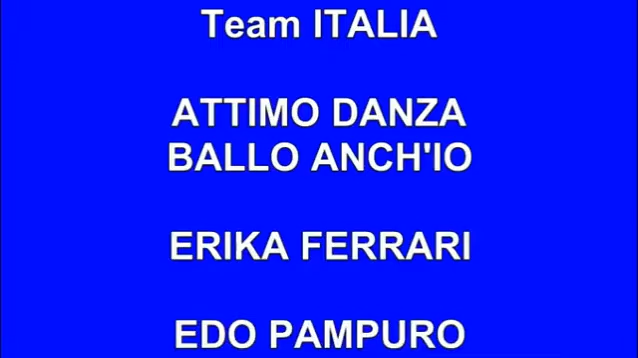 Team ITALIA
ATTIMO DANZA
BALLO ANCH'IO
ERIKA FERRARI
EDO PAMPURO